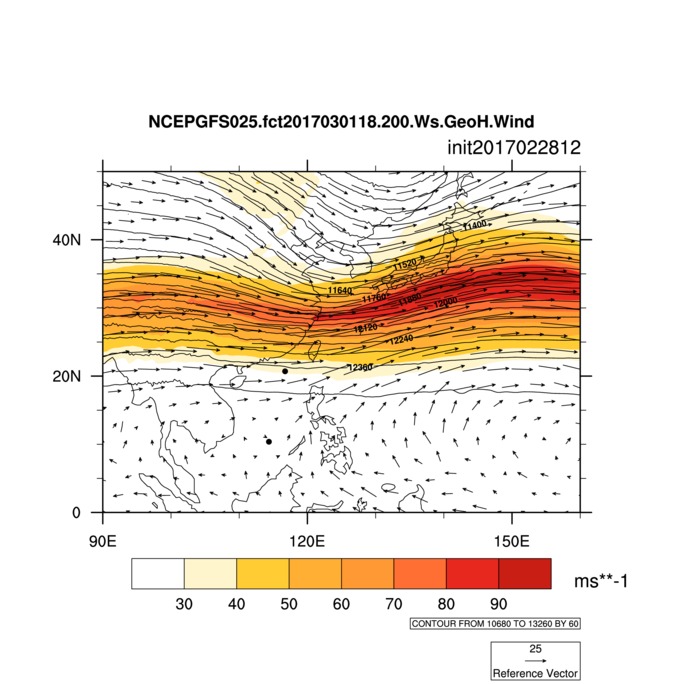 NCEPGFS025.fct2017030118.200.Ws.GeoH.Wind
init2017022812
40N
20N
0
90E 120E 150E
11400
11520
11640
11760
11880
12000
12120
12240
12360
30 40 50 60 70 80 90
ms**-1
CONTOUR FROM 10680 TO 13260 BY 60
25
Reference Vector